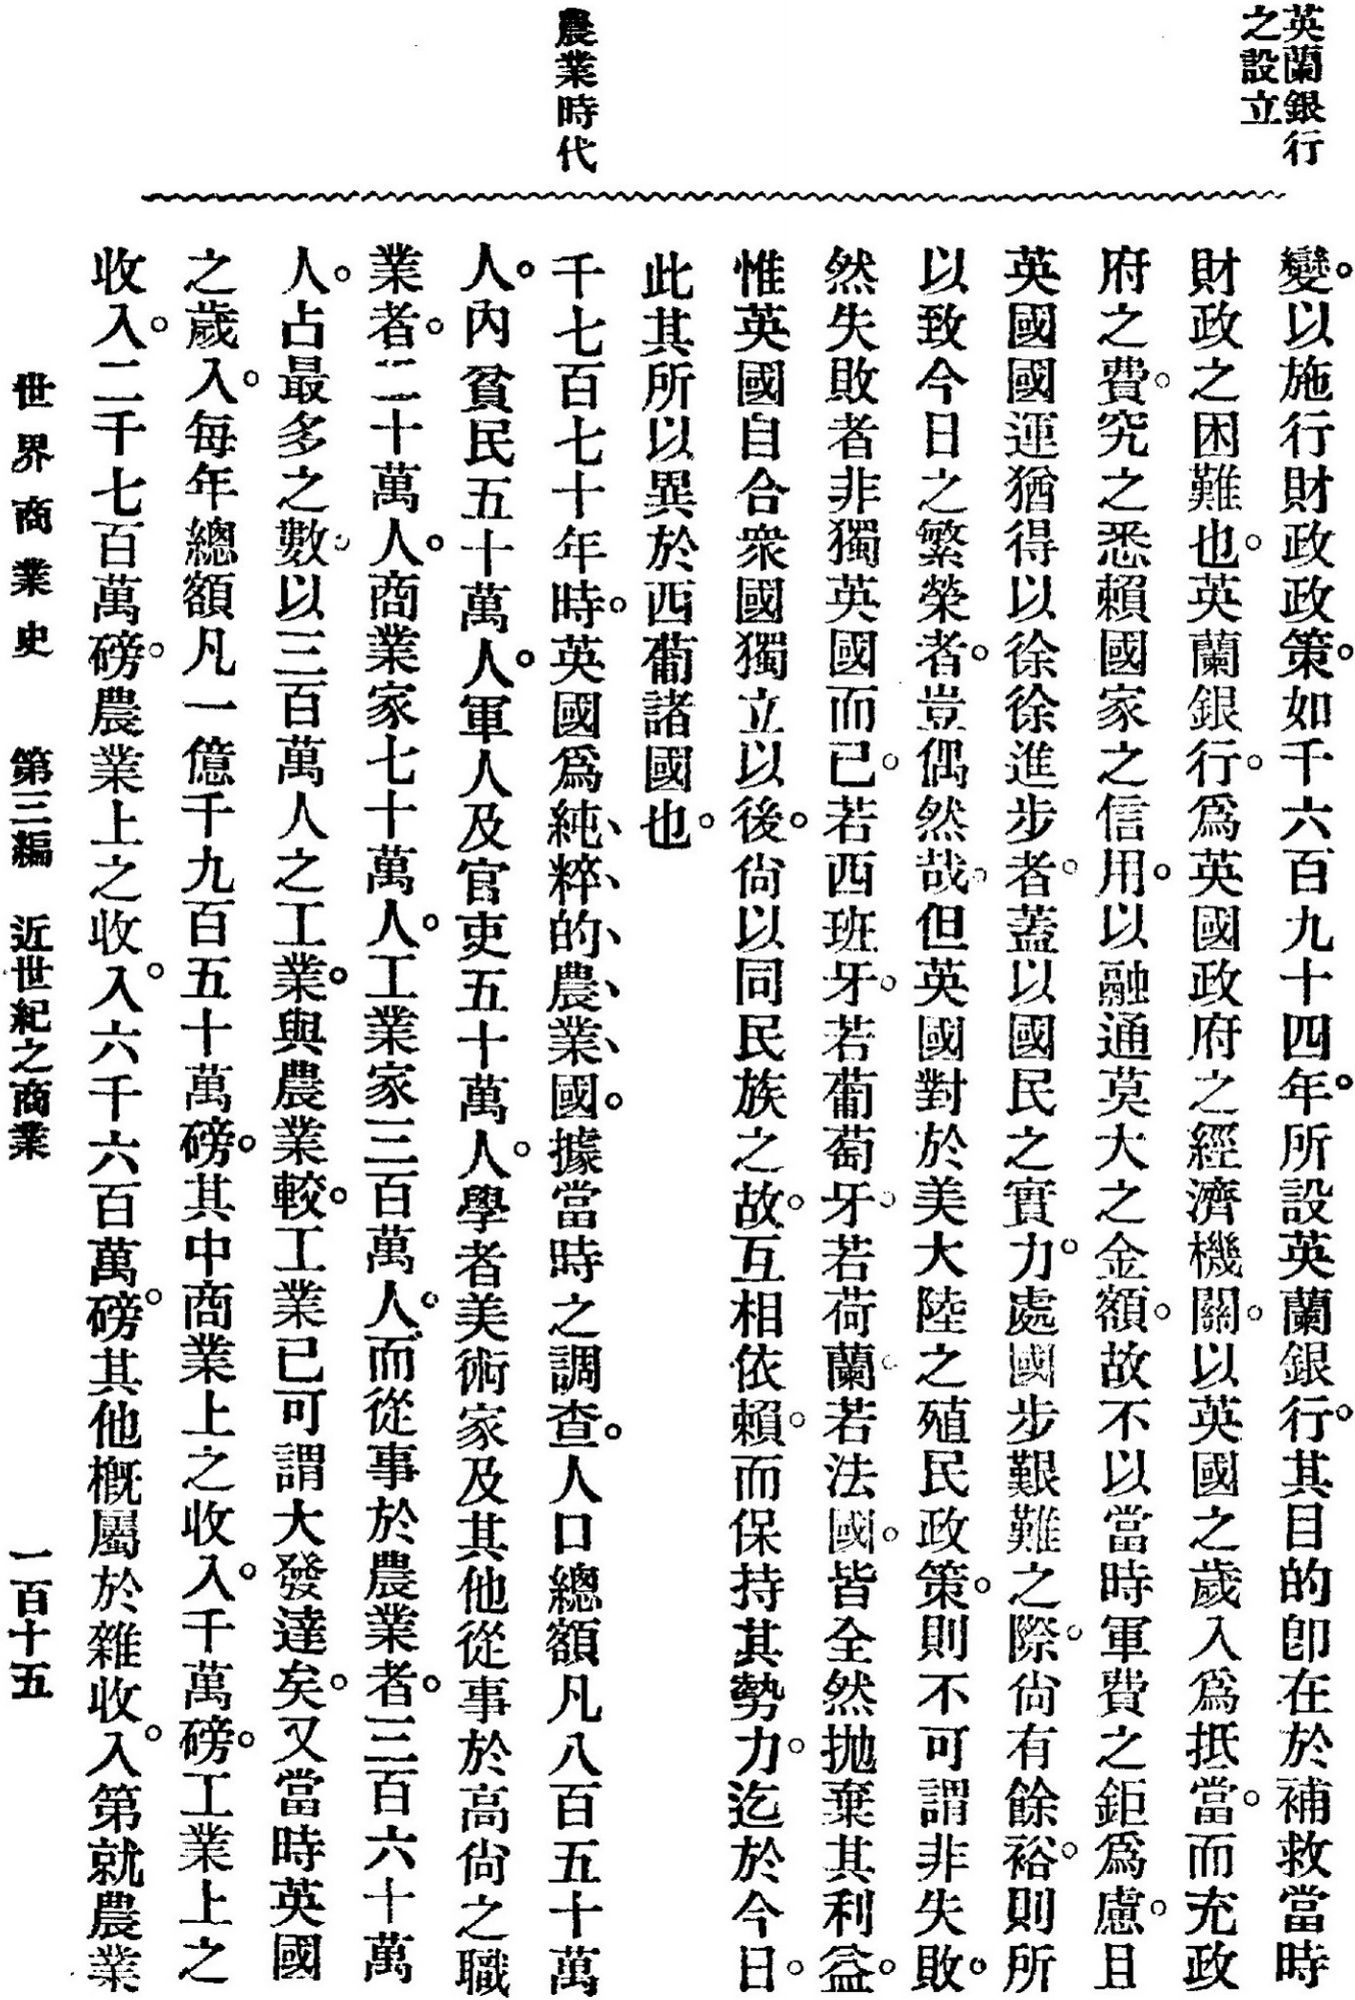 英蘭銀行
之設立
農業時代
變。以施行財政政策。如千六百九十四年。所設英蘭銀行。其目的卽在於補救當時
財政之困難也。英蘭銀行。爲英國政府之經濟機關。以英國之歲入爲抵當。而充政
府之費。究之悉賴國家之信用。以融通莫大之金額。故不以當時軍費之鉅爲慮。且
英國國運猶得以徐徐進步者。蓋以國民之實力。處國步艱難之際。尙有餘裕。則所
以致今日之繁榮者。豈偶然哉。但英國對於美大陸之殖民政策。則不可謂非失敗。
然失敗者非獨英國而已。若西班牙。若葡萄牙。若荷蘭。若法國。皆全然抛棄其利益。
惟英國自合衆國獨立以後。尙以同民族之故。互相依賴。而保持其勢力。迄於今日。
此其所以異於西葡諸國也。
千七百七十年時。英國爲純、粹、的、農、業、國。據當時之調查。人口總額凡八百五十萬
人。內貧民五十萬人。軍人及官吏五十萬人。學者美術家及其他從事於高尙之職
業者。二十萬人。商業家七十萬人。工業家三百萬人。而從事於農業者。三百六十萬
人。占最多之數。以三百萬人之工業。與農業較。工業已可謂大發達矣。又當時英國
之歲入。每年總額凡一億千九百五十萬磅。其中商業上之收入。千萬磅。工業上之
收入。二千七百萬磅。農業上之收入。六千六百萬磅。其他槪屬於雜收入。第就農業
世界商業史　第三編　近世紀之商業　一百十五